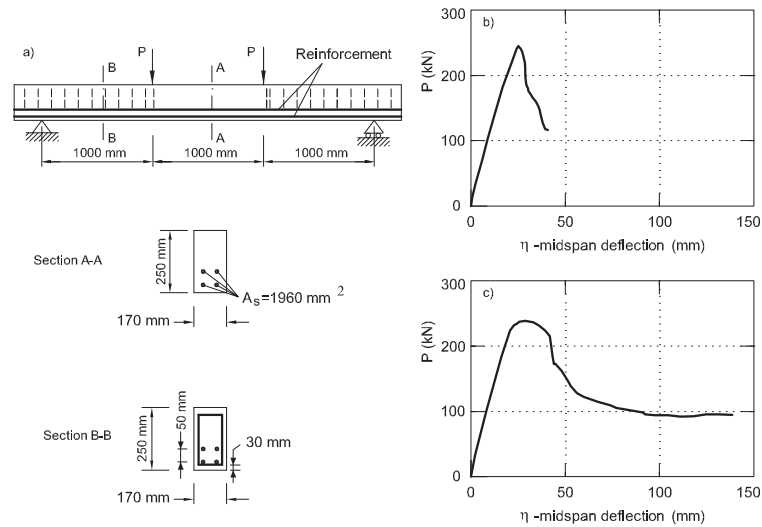 a)
B
P
A
P
Reinforcement
B
A
1000 mm
1000 mm
1000 mm
Section A-A
250 mm
A s =1960 mm 2
170 mm
Section B-B
250 mm
50 mm
30 mm
170 mm
b)
P (kN)
300
200
100
0
0
50
100
150
η -midspan deflection (mm)
c)
P (kN)
300
200
100
0
0
50
100
150
η -midspan deflection (mm)